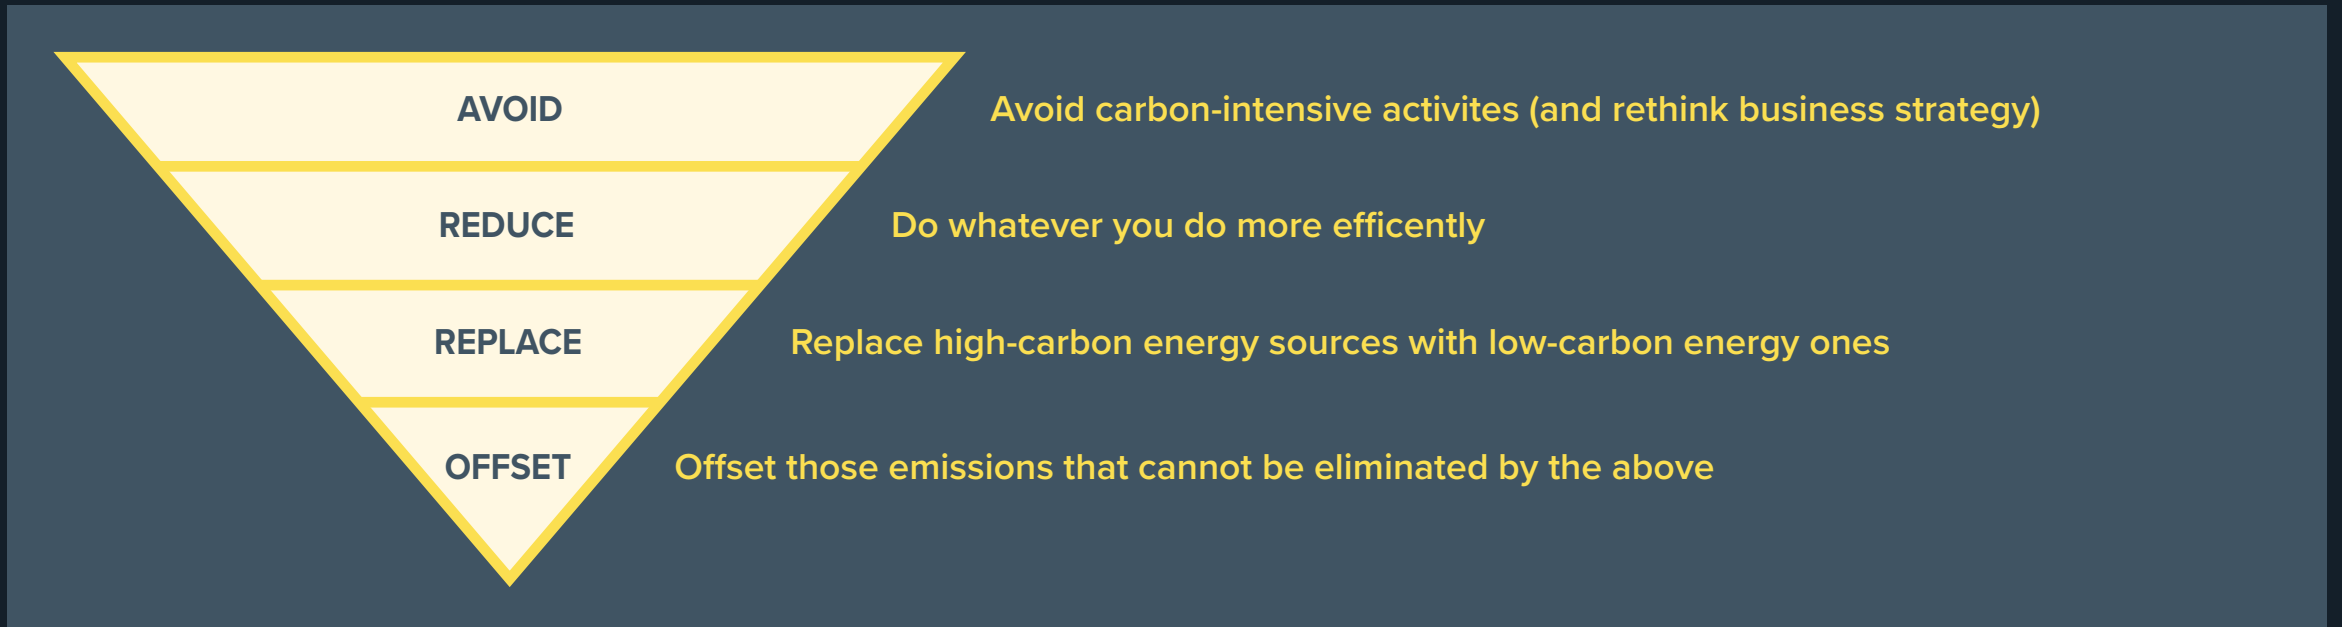 AVOID
Avoid carbon-intensive activites (and rethink business strategy)
REDUCE
Do whatever you do more efficently
REPLACE
Replace high-carbon energy sources with low-carbon energy ones
OFFSET
Offset those emissions that cannot be eliminated by the above